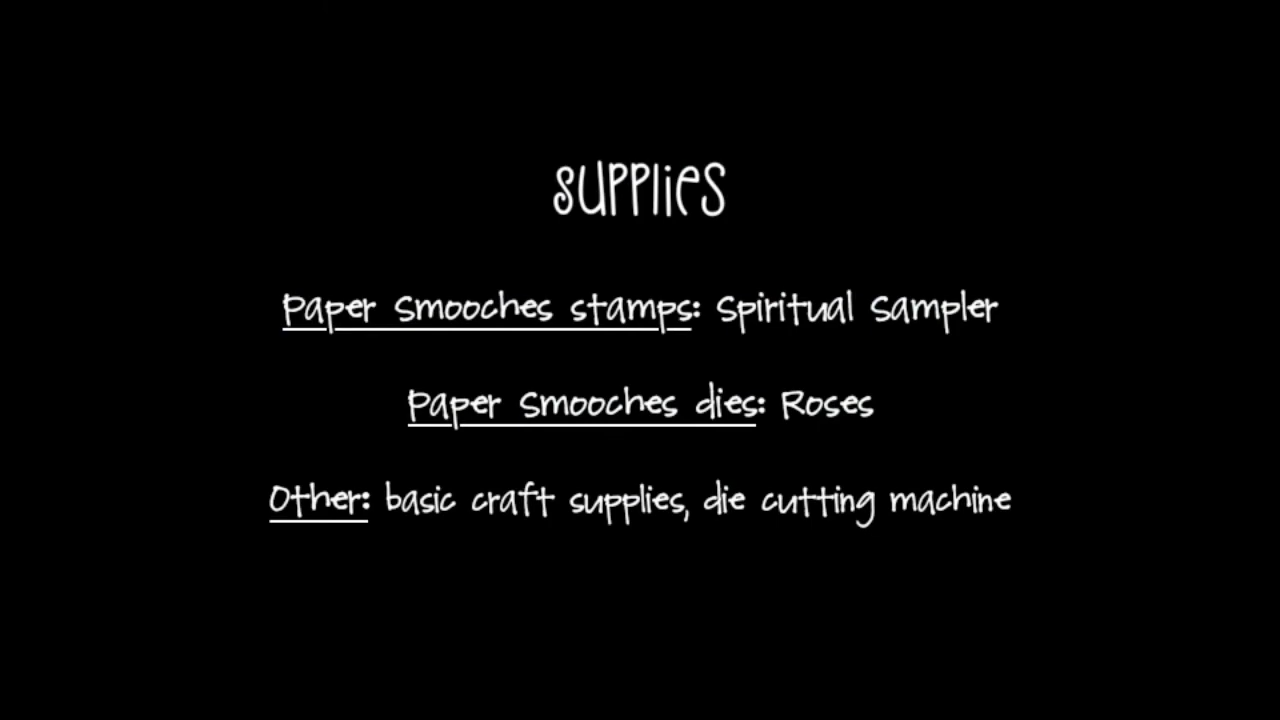 Supplies
Paper Smooches stamps: Spiritual Sampler
Paper Smooches dies: Roses
Other: basic craft supplies, die cutting machine